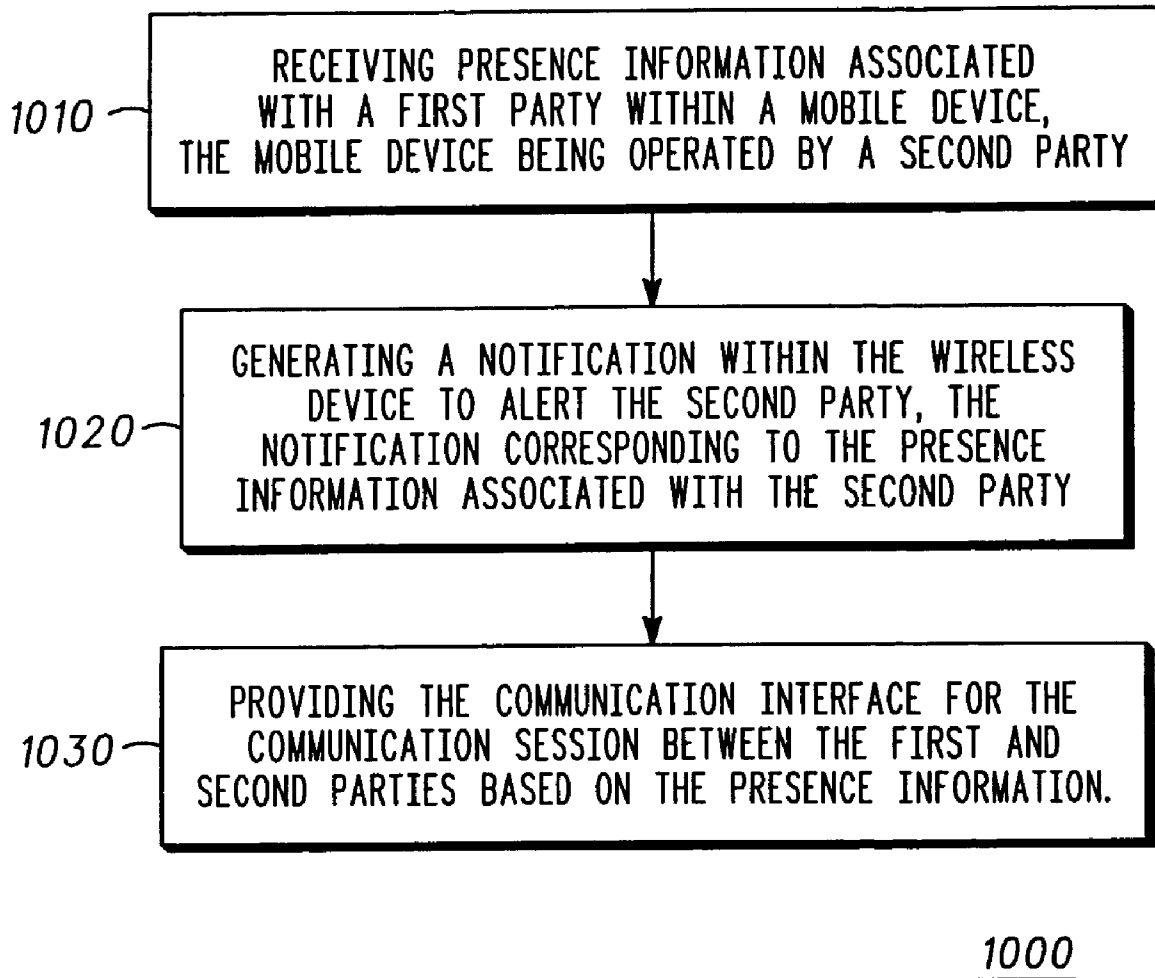 1010
RECEIVING PRESENCE INFORMATION ASSOCIATED
WITH A FIRST PARTY WITHIN A MOBILE DEVICE,
THE MOBILE DEVICE BEING OPERATED BY A SECOND PARTY
1020
GENERATING A NOTIFICATION WITHIN THE WIRELESS
DEVICE TO ALERT THE SECOND PARTY, THE
NOTIFICATION CORRESPONDING TO THE PRESENCE
INFORMATION ASSOCIATED WITH THE SECOND PARTY
1030
PROVIDING THE COMMUNICATION INTERFACE FOR THE
COMMUNICATION SESSION BETWEEN THE FIRST AND
SECOND PARTIES BASED ON THE PRESENCE INFORMATION.
1000